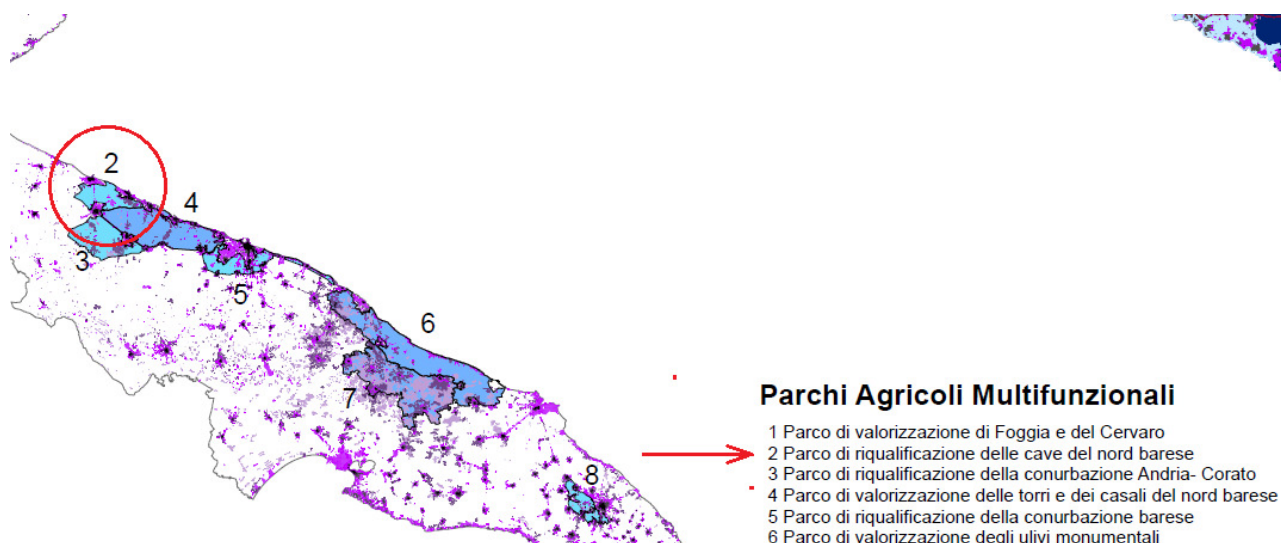 2
4
3
5
6
7
8
Parchi Agricoli Multifunzionali
1 Parco di valorizzazione di Foggia e del Cervaro
2 Parco di riqualificazione delle cave del nord barese
3 Parco di riqualificazione della conurbazione Andria- Corato
4 Parco di valorizzazione delle torri e dei casali del nord barese
5 Parco di riqualificazione della conurbazione barese
6 Parco di valorizzazione degli ulivi monumentali